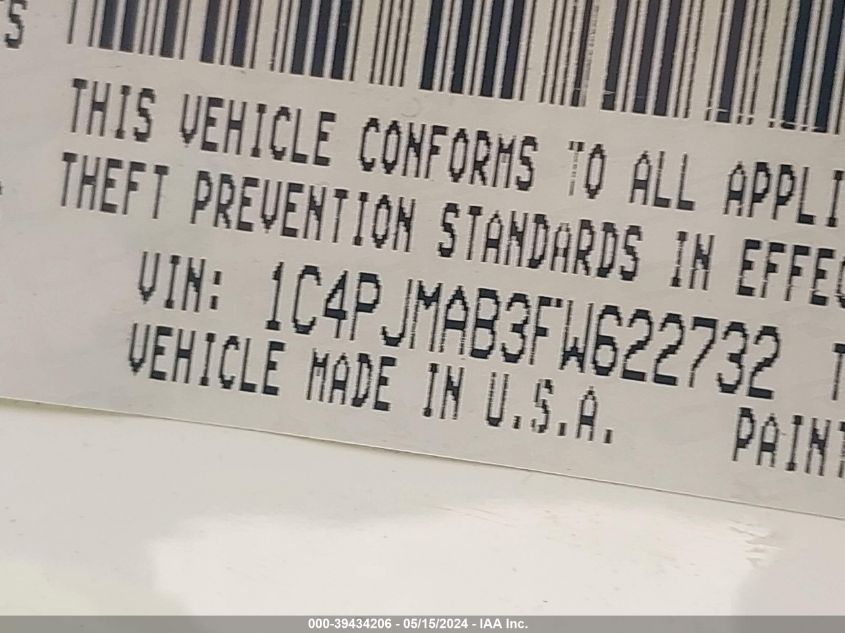 THIS VEHICLE CONFORMS TO ALL APPLI
THEFT PREVENTION STANDARDS IN EFFEC
VIN: 1C4PJMAB3FW622732 T
VEHICLE MADE IN U.S.A. PAINT
000-39434206 - 05/15/2024 - IAA Inc.